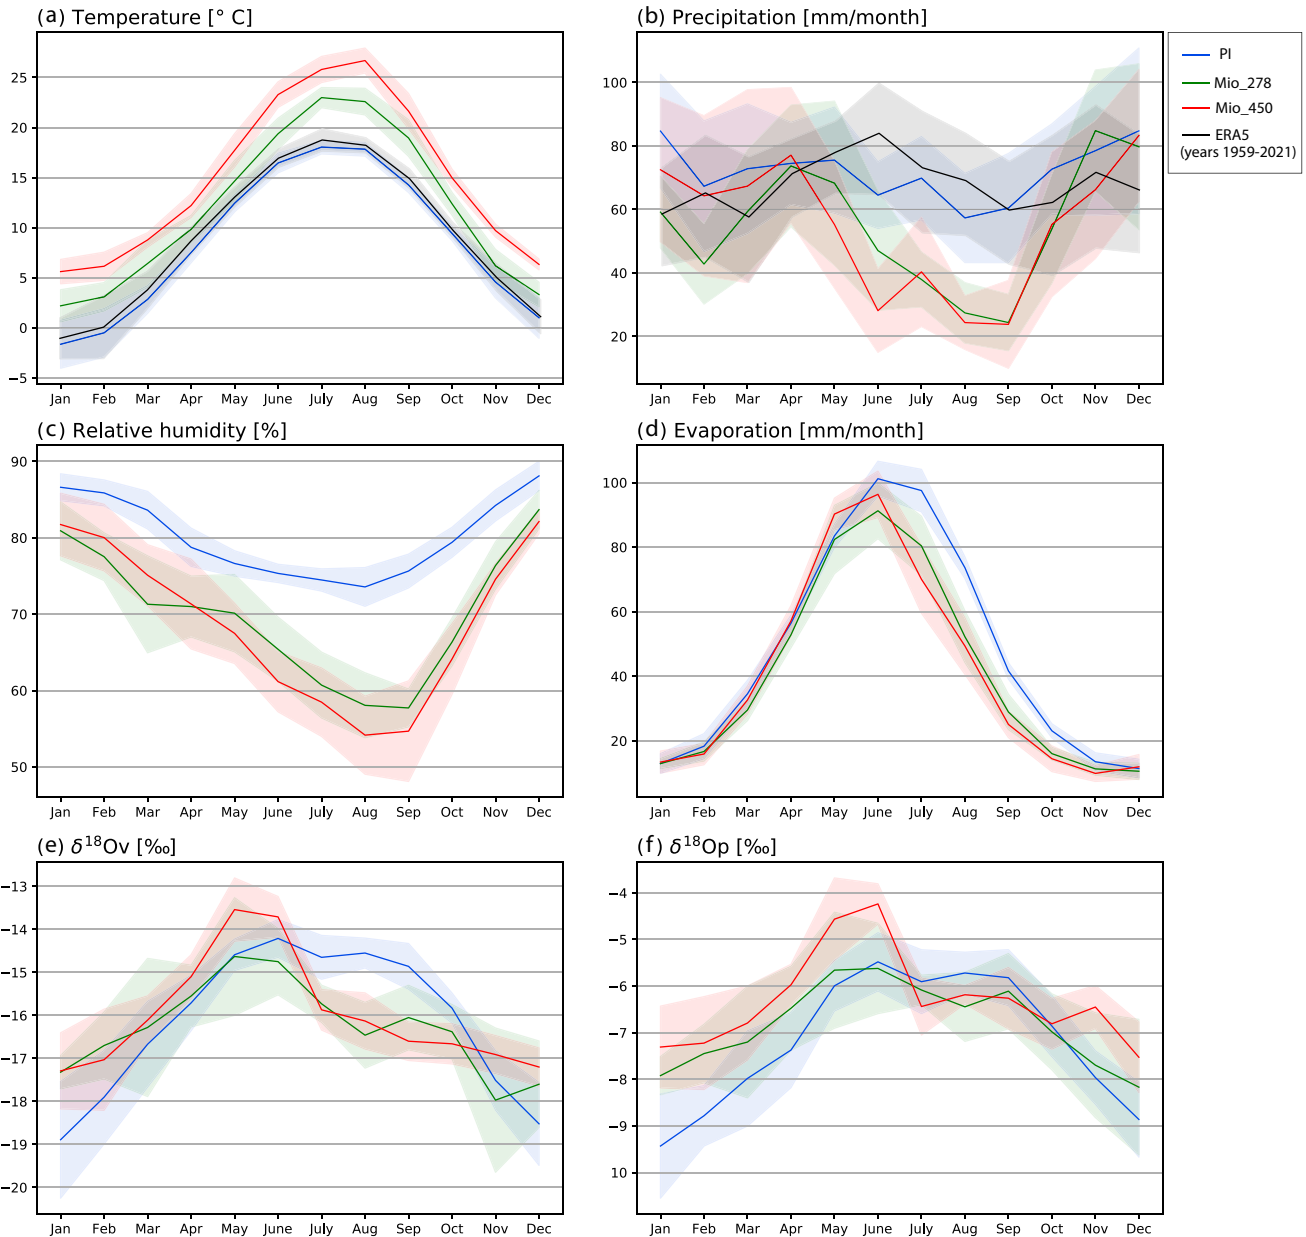 (a) Temperature [° C]
25
20
15
10
5
0
−5
Jan Feb Mar Apr May June July Aug Sep Oct Nov Dec
(b) Precipitation [mm/month]
100
80
60
40
20
Jan Feb Mar Apr May June July Aug Sep Oct Nov Dec
PI
Mio_278
Mio_450
ERA5
(years 1959-2021)
(c) Relative humidity [%]
90
80
70
60
50
Jan Feb Mar Apr May June July Aug Sep Oct Nov Dec
(d) Evaporation [mm/month]
100
80
60
40
20
Jan Feb Mar Apr May June July Aug Sep Oct Nov Dec
(e) δ¹⁸Ov [‰]
−13
−14
−15
−16
−17
−18
−19
−20
Jan Feb Mar Apr May June July Aug Sep Oct Nov Dec
(f) δ¹⁸Op [‰]
−4
−5
−6
−7
−8
−9
10
Jan Feb Mar Apr May June July Aug Sep Oct Nov Dec